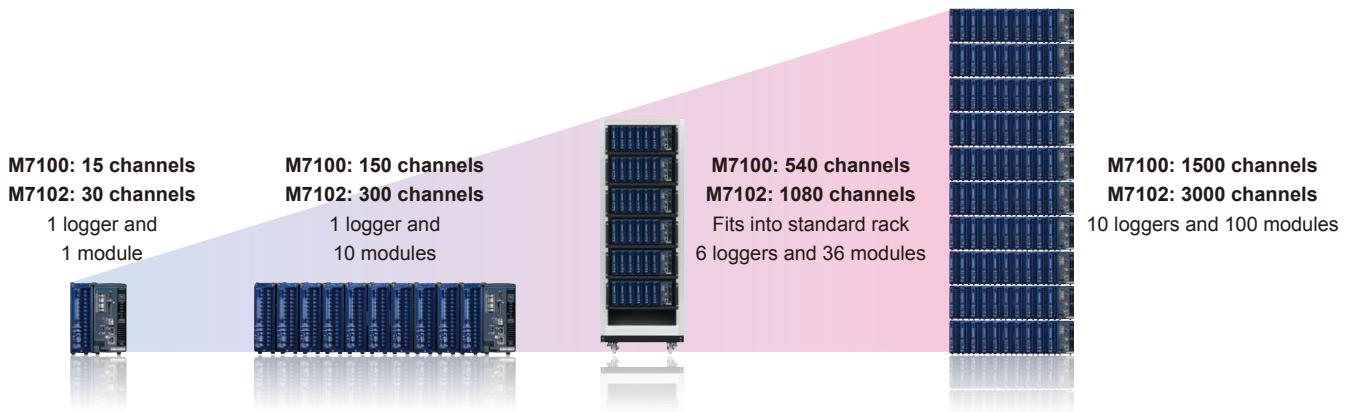 M7100: 15 channels
M7102: 30 channels
1 logger and
1 module
M7100: 150 channels
M7102: 300 channels
1 logger and
10 modules
M7100: 540 channels
M7102: 1080 channels
Fits into standard rack
6 loggers and 36 modules
M7100: 1500 channels
M7102: 3000 channels
10 loggers and 100 modules